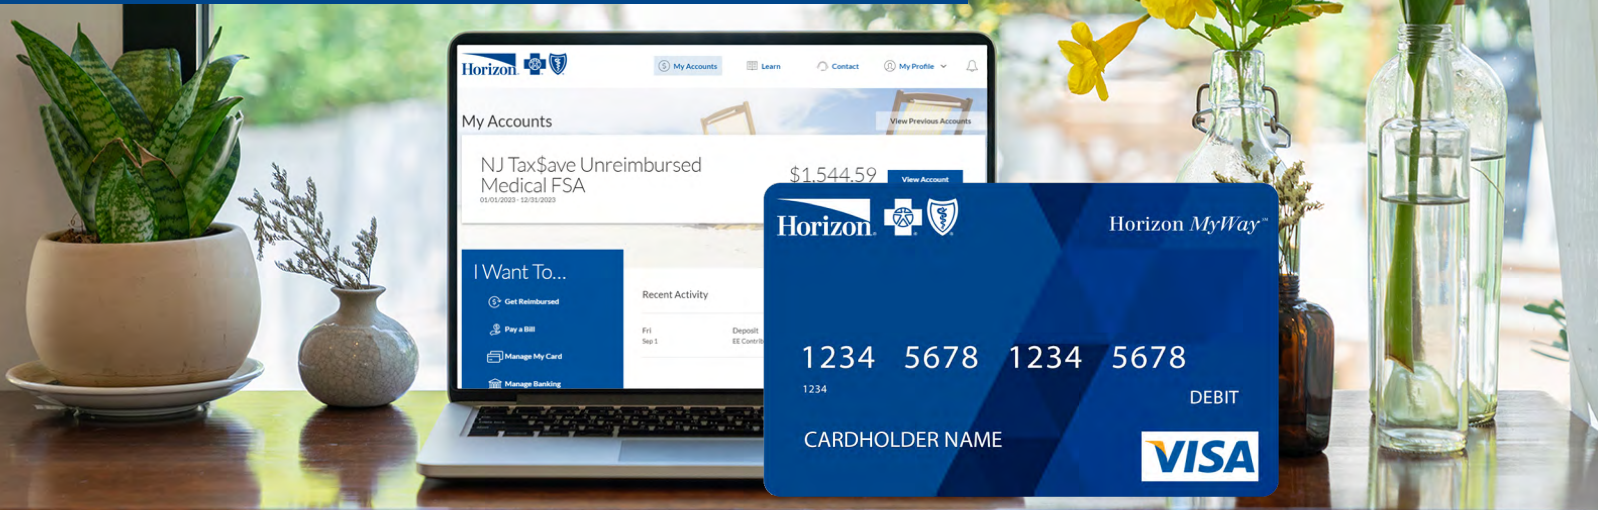 Horizon
My Accounts
Learn
Contact
My Profile
My Accounts
View Previous Accounts
NJ Tax$ave Unreimbursed
Medical FSA
01/01/2023 - 12/31/2023
$1,544.59
View Account
I Want To...
Get Reimbursed
Pay a Bill
Manage My Card
Manage Banking
Recent Activity
Fri
Sep 1
Deposit
EE Contrib
Horizon
Horizon MyWay℠
1234 5678 1234 5678
1234
DEBIT
CARDHOLDER NAME
VISA